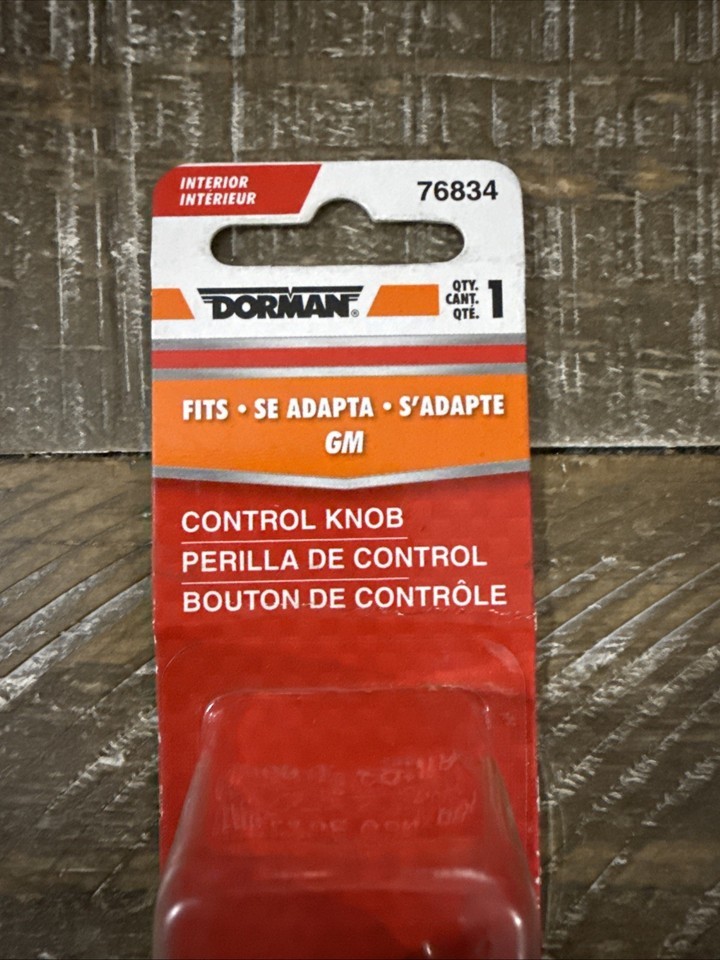 INTERIOR
INTÉRIEUR
76834
DORMAN®
QTY.
CANT.
QTÉ.
1
FITS • SE ADAPTA • S'ADAPTE
GM
CONTROL KNOB
PERILLA DE CONTROL
BOUTON DE CONTRÔLE